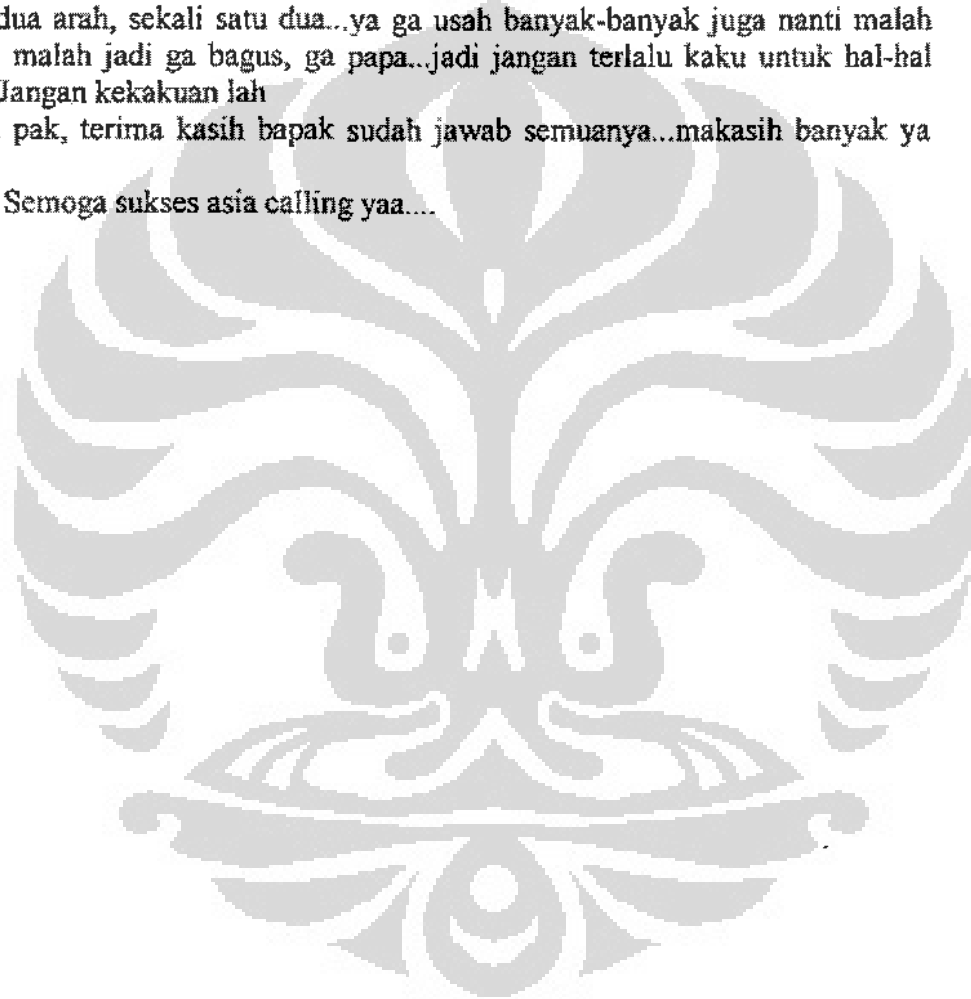 dua arah, sekali satu dua...ya ga usah banyak-banyak juga nanti malah
malah jadi ga bagus, ga papa...jadi jangan terlalu kaku untuk hal-hal
Jangan kekakuan lah
pak, terima kasih bapak sudah jawab semuanya...makasih banyak ya
Semoga sukses asia calling yaa....